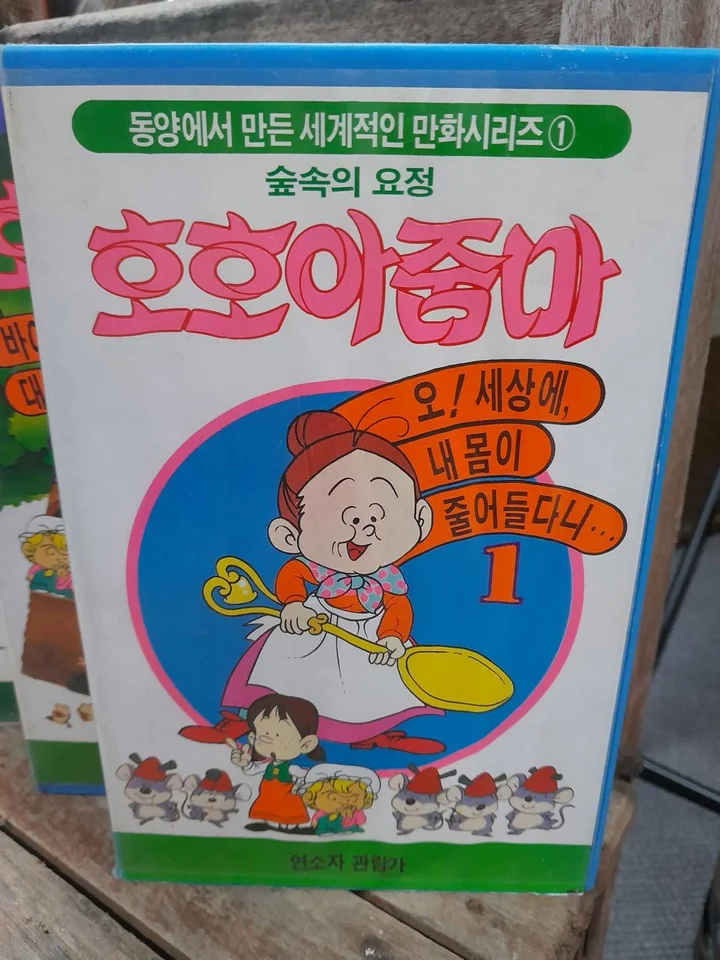 동양에서 만든 세계적인 만화시리즈①
숲속의 요정
호호아줌마
오! 세상에,
내 몸이
줄어들다니...
1
연소자 관람가